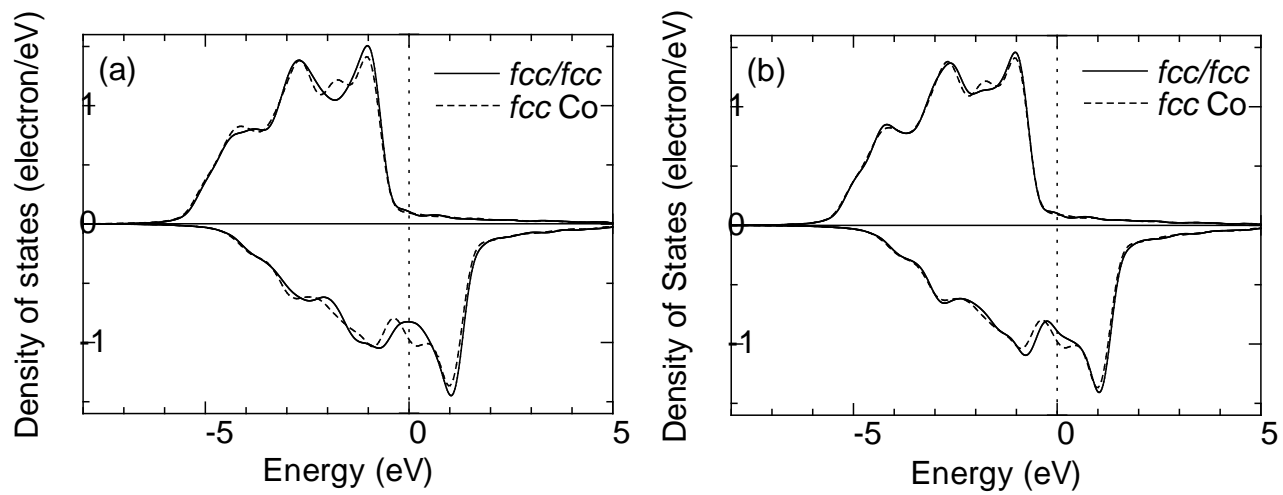 (a)
fcc/fcc
fcc Co
1
0
-1
-5
0
5
Energy (eV)
Density of states (electron/eV)
(b)
fcc/fcc
fcc Co
1
0
-1
-5
0
5
Energy (eV)
Density of States (electron/eV)